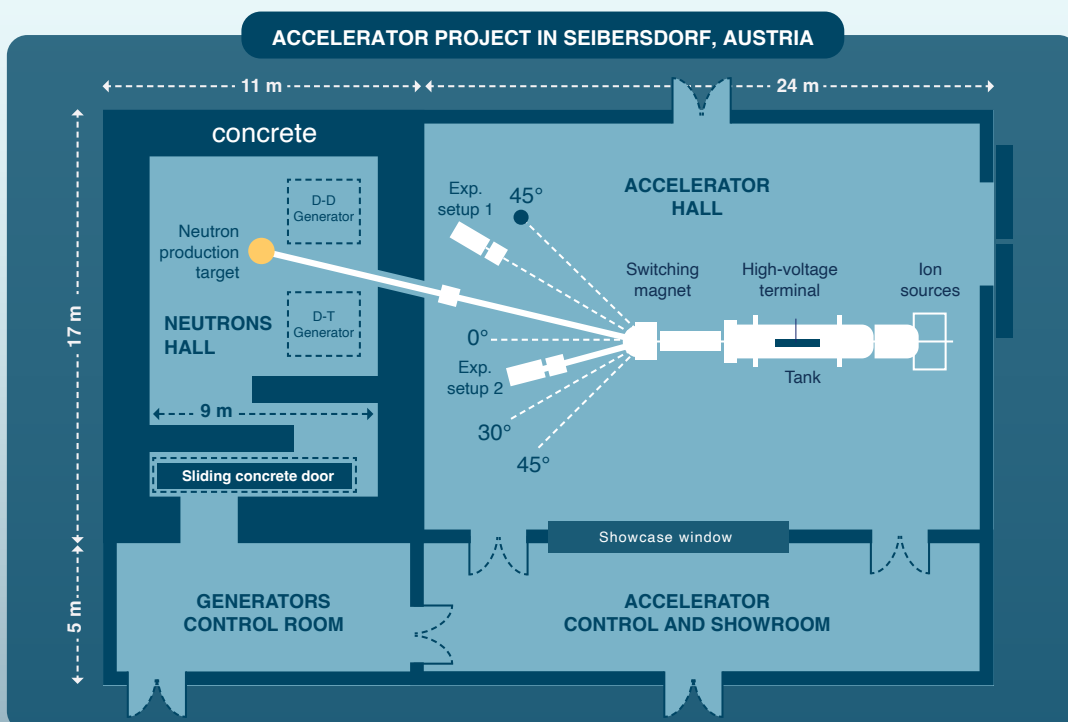 ACCELERATOR PROJECT IN SEIBERSDORF, AUSTRIA
11 m
24 m
concrete
17 m
5 m
D-D
Generator
Neutron
production
target
D-T
Generator
NEUTRONS
HALL
9 m
Sliding concrete door
Exp.
setup 1
45°
ACCELERATOR
HALL
Switching
magnet
High-voltage
terminal
Ion
sources
0°
Exp.
setup 2
Tank
30°
45°
Showcase window
GENERATORS
CONTROL ROOM
ACCELERATOR
CONTROL AND SHOWROOM